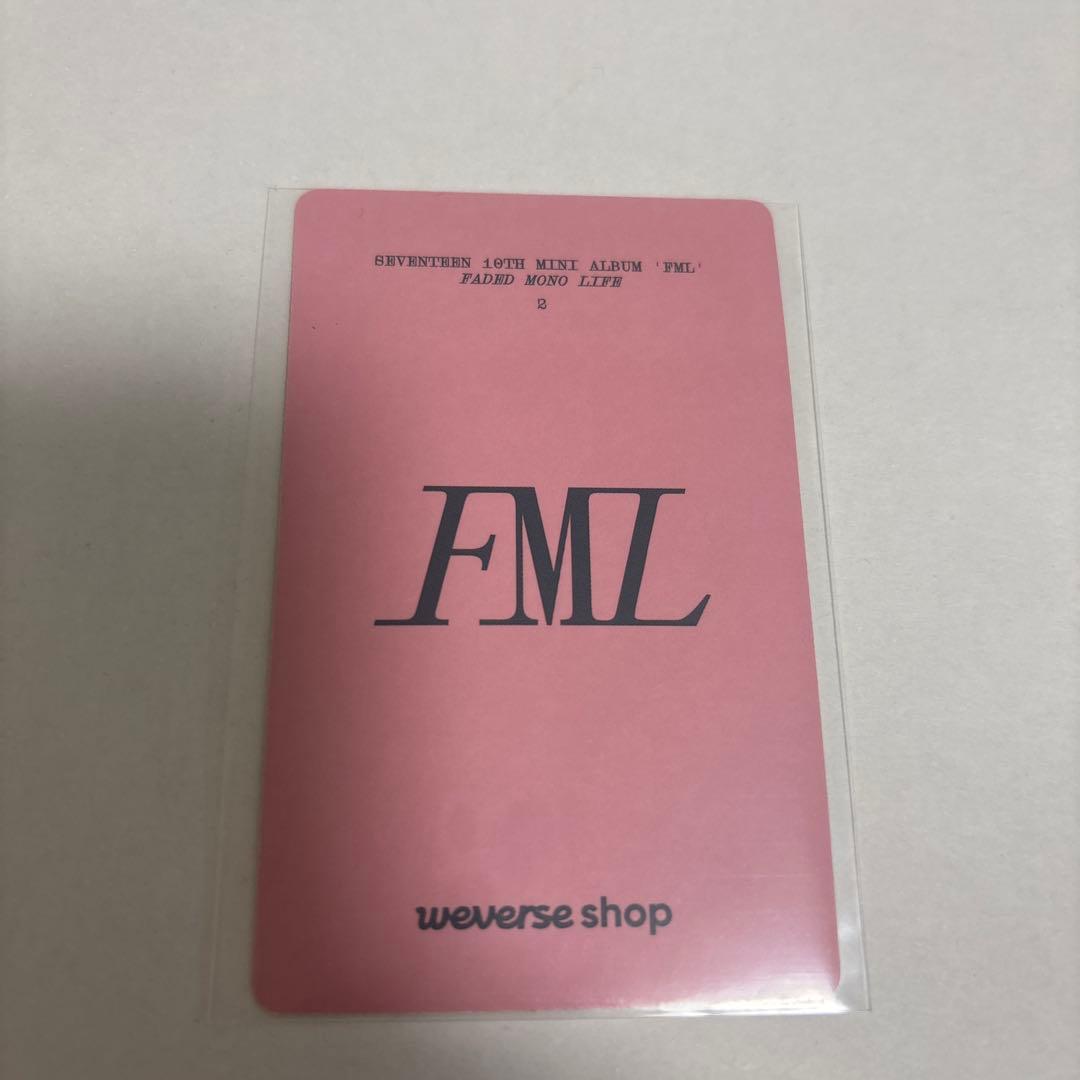 SEVENTEEN 10TH MINI ALBUM 'FML'
FADED MONO LIFE
2
FML
weverse shop